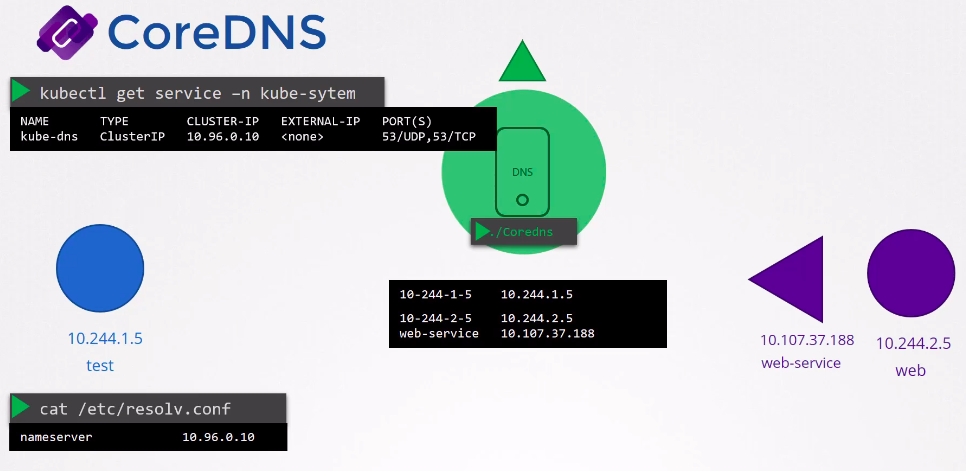 CoreDNS
kubectl get service –n kube-sytem
NAME TYPE CLUSTER-IP EXTERNAL-IP PORT(S)
kube-dns ClusterIP 10.96.0.10 <none> 53/UDP,53/TCP
DNS
./Coredns
10-244-1-5 10.244.1.5
10-244-2-5 10.244.2.5
web-service 10.107.37.188
10.244.1.5
test
10.107.37.188
web-service
10.244.2.5
web
cat /etc/resolv.conf
nameserver 10.96.0.10